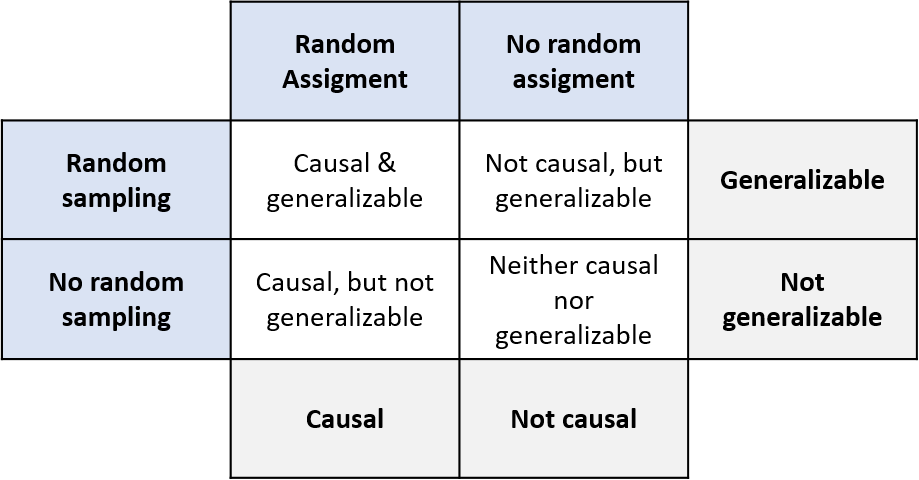 Random
Assigment
No random
assigment
Random
sampling
Causal &
generalizable
Not causal, but
generalizable
Generalizable
No random
sampling
Causal, but not
generalizable
Neither causal
nor
generalizable
Not
generalizable
Causal
Not causal